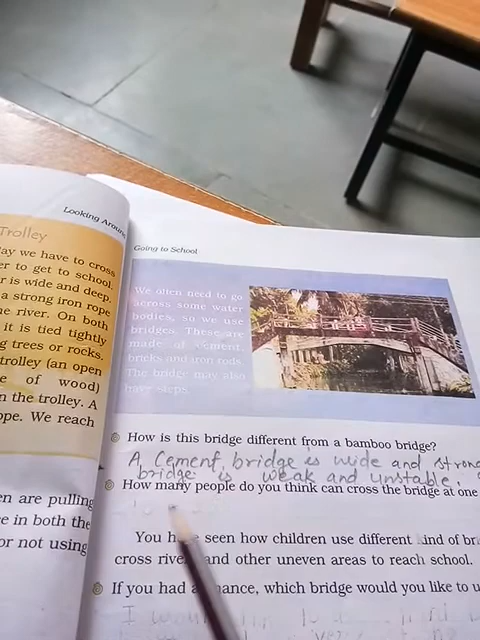 Looking Around
Trolley
ay we have to cross
er to get to school.
r is wide and deep.
a strong iron rope
he river. On both
it is tied tightly
g trees or rocks.
trolley (an open
e of wood)
n the trolley. A
ope. We reach
en are pulling
ce in both the
or not using
Going to School
We often need to go
across some water
bodies, so we use
bridges. These are
made of cement,
bricks and iron rods.
The bridge may also
have steps.
How is this bridge different from a bamboo bridge?
A Cement bridge is wide and strong
bridge is weak and unstable.
How many people do you think can cross the bridge at one
You have seen how children use different kind of br
cross river and other uneven areas to reach school.
If you had a chance, which bridge would you like to u